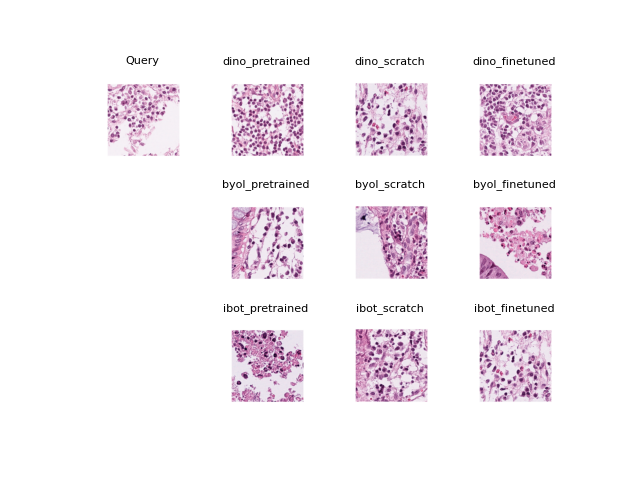 Query dino_pretrained dino_scratch dino_finetuned
byol_pretrained byol_scratch byol_finetuned
ibot_pretrained ibot_scratch ibot_finetuned